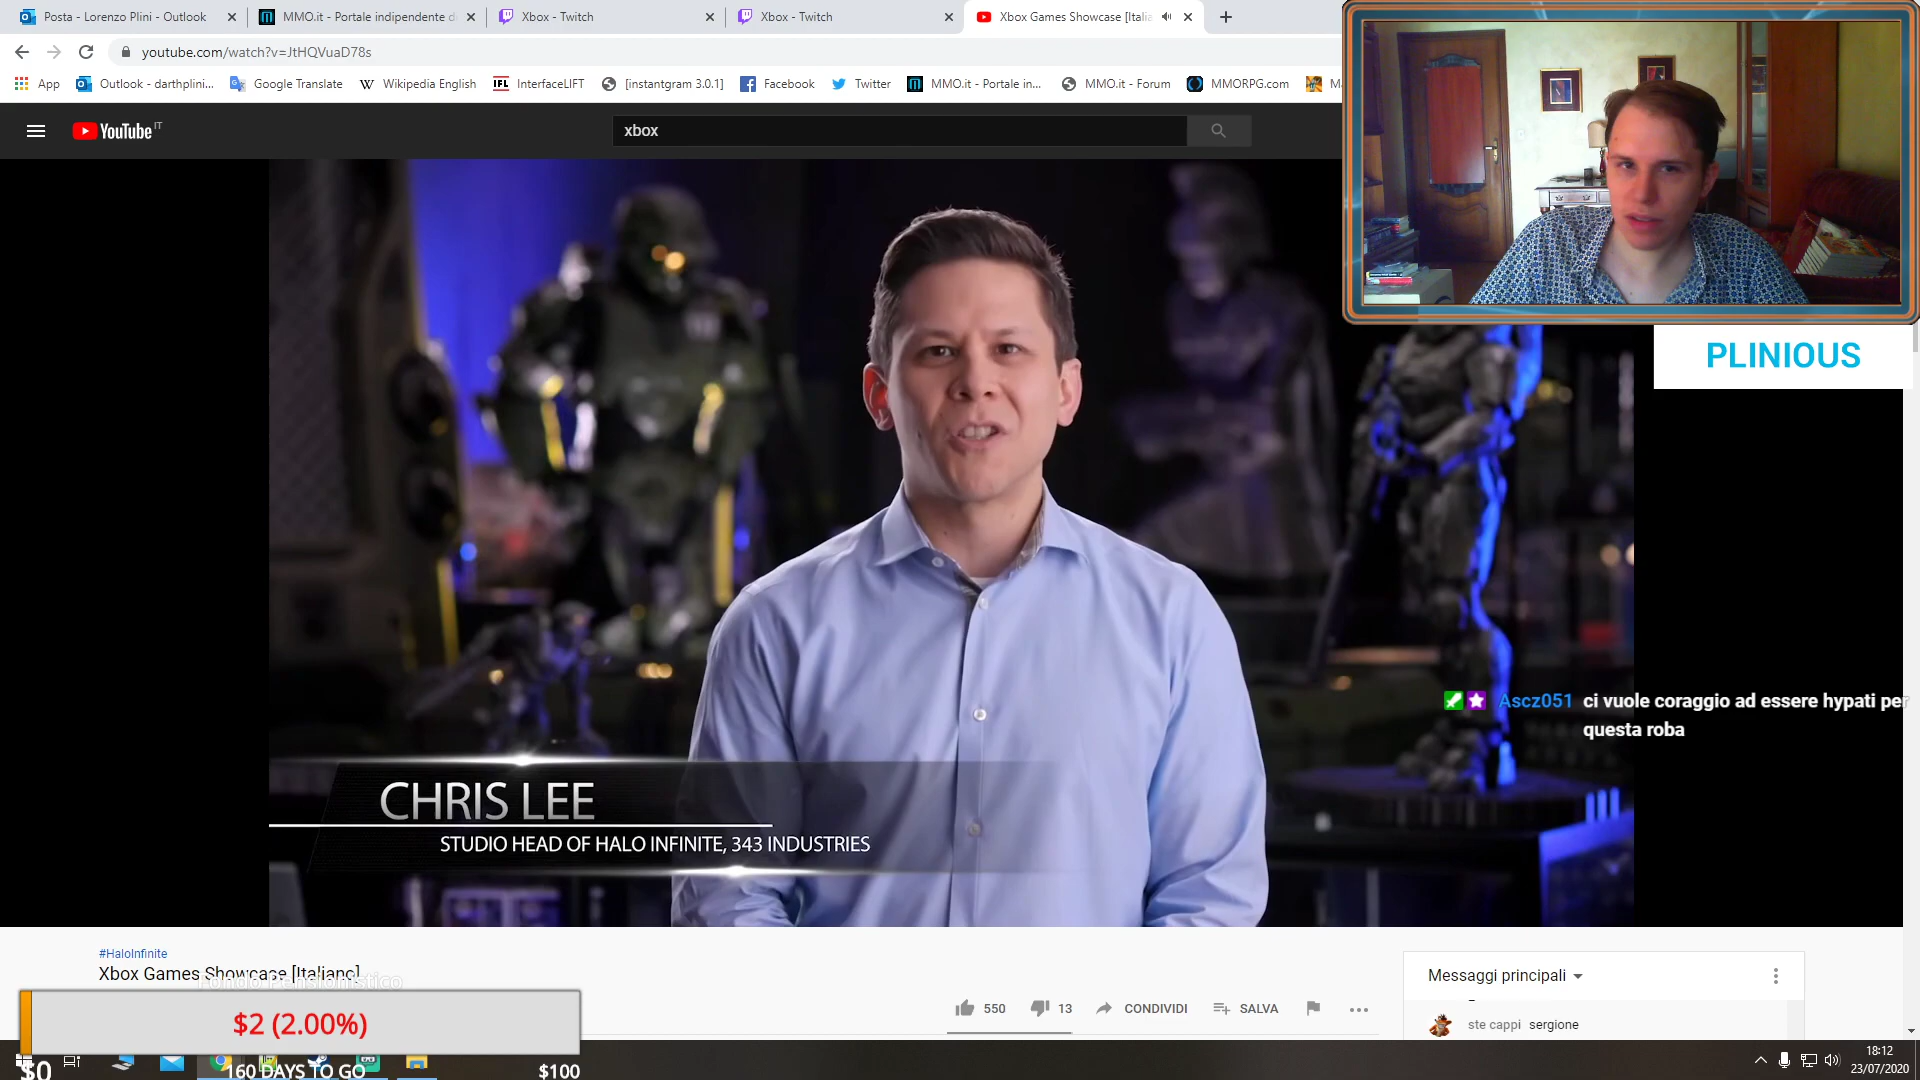 Posta - Lorenzo Plini - Outlook
MMO.it - Portale indipendente d
Xbox - Twitch
Xbox - Twitch
Xbox Games Showcase [Italia
youtube.com/watch?v=JtHQVuaD78s
App
Outlook - darthplini...
Google Translate
Wikipedia English
IFL
InterfaceLIFT
[instantgram 3.0.1]
Facebook
Twitter
MMO.it - Portale in...
MMO.it - Forum
MMORPG.com
YouTube IT
xbox
PLINIOUS
Ascz051 ci vuole coraggio ad essere hypati per
questa roba
CHRIS LEE
STUDIO HEAD OF HALO INFINITE, 343 INDUSTRIES
#HaloInfinite
Xbox Games Showcase [Italiano]
Fondo Pensionistico
550
13
CONDIVIDI
SALVA
Messaggi principali
ste cappi sergione
$2 (2.00%)
$0
160 DAYS TO GO
$100
18:12
23/07/2020